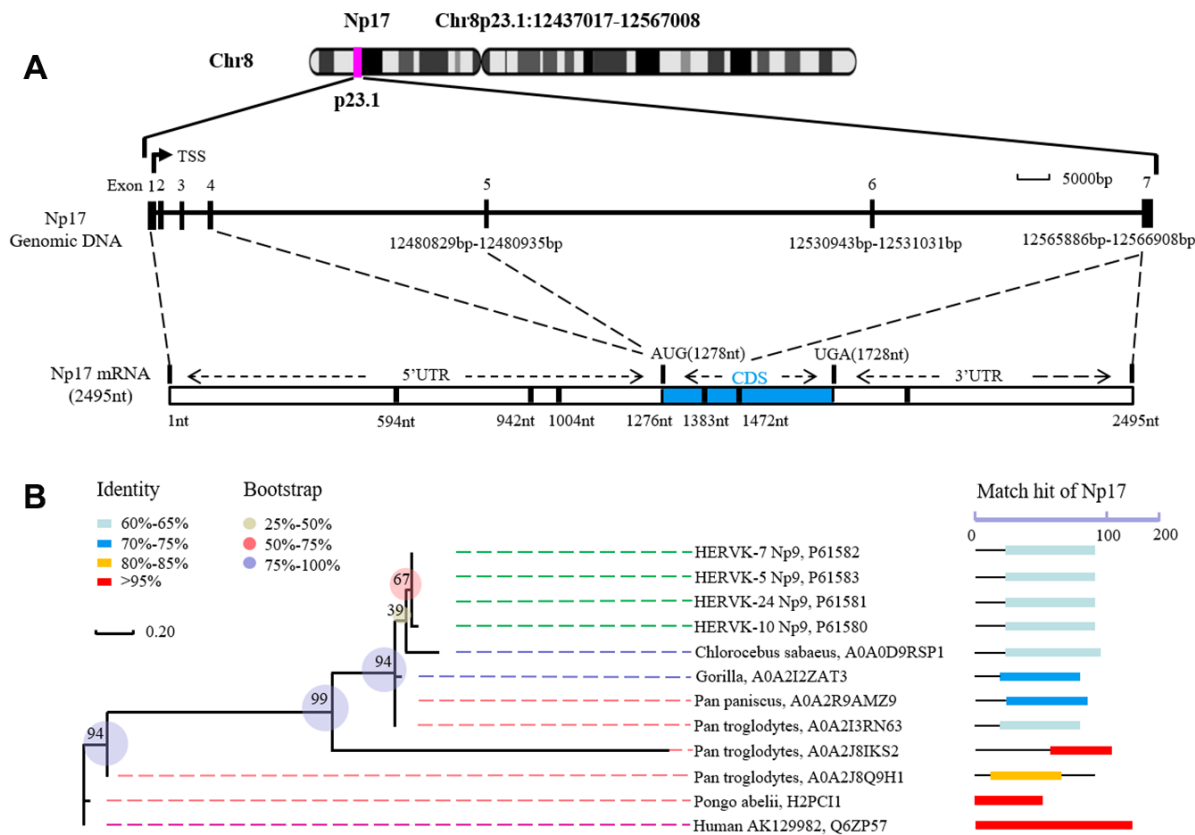 Np17 Chr8p23.1:12437017-12567008
A
Chr8
p23.1
TSS
Exon 1 2 3 4 5 6 7
5000bp
Np17
Genomic DNA
12480829bp-12480935bp 12530943bp-12531031bp 12565886bp-12566908bp
AUG(1278nt) UGA(1728nt)
Np17 mRNA
(2495nt)
5’UTR CDS 3’UTR
1nt 594nt 942nt 1004nt 1276nt 1383nt 1472nt 2495nt
B
Identity Bootstrap Match hit of Np17
60%-65% 25%-50%
70%-75% 50%-75%
80%-85% 75%-100%
>95%
0 100 200
0.20
HERVK-7 Np9, P61582
67
HERVK-5 Np9, P61583
HERVK-24 Np9, P61581
39
HERVK-10 Np9, P61580
Chlorocebus sabaeus, A0A0D9RSP1
94
Gorilla, A0A2I2ZAT3
99
Pan paniscus, A0A2R9AMZ9
Pan troglodytes, A0A2I3RN63
94
Pan troglodytes, A0A2J8IKS2
Pan troglodytes, A0A2J8Q9H1
Pongo abelii, H2PCI1
Human AK129982, Q6ZP57